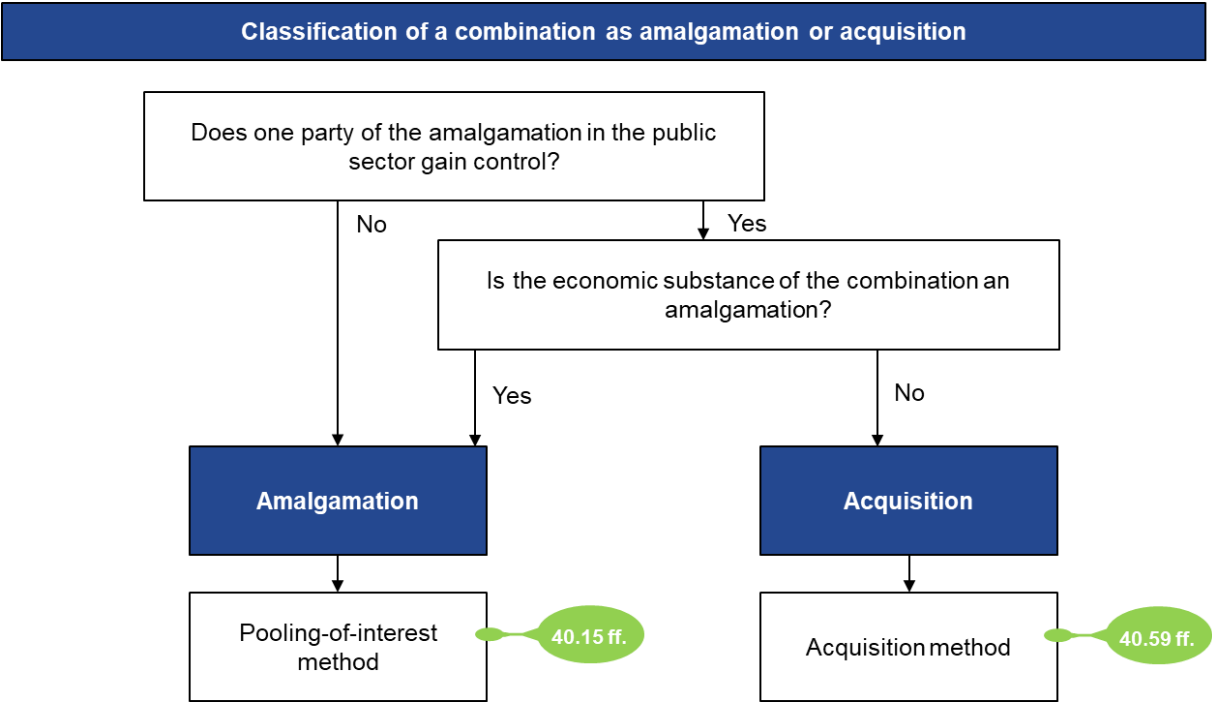 Classification of a combination as amalgamation or acquisition
Does one party of the amalgamation in the public
sector gain control?
No
Yes
Is the economic substance of the combination an
amalgamation?
Yes
No
Amalgamation
Acquisition
Pooling-of-interest
method
40.15 ff.
Acquisition method
40.59 ff.